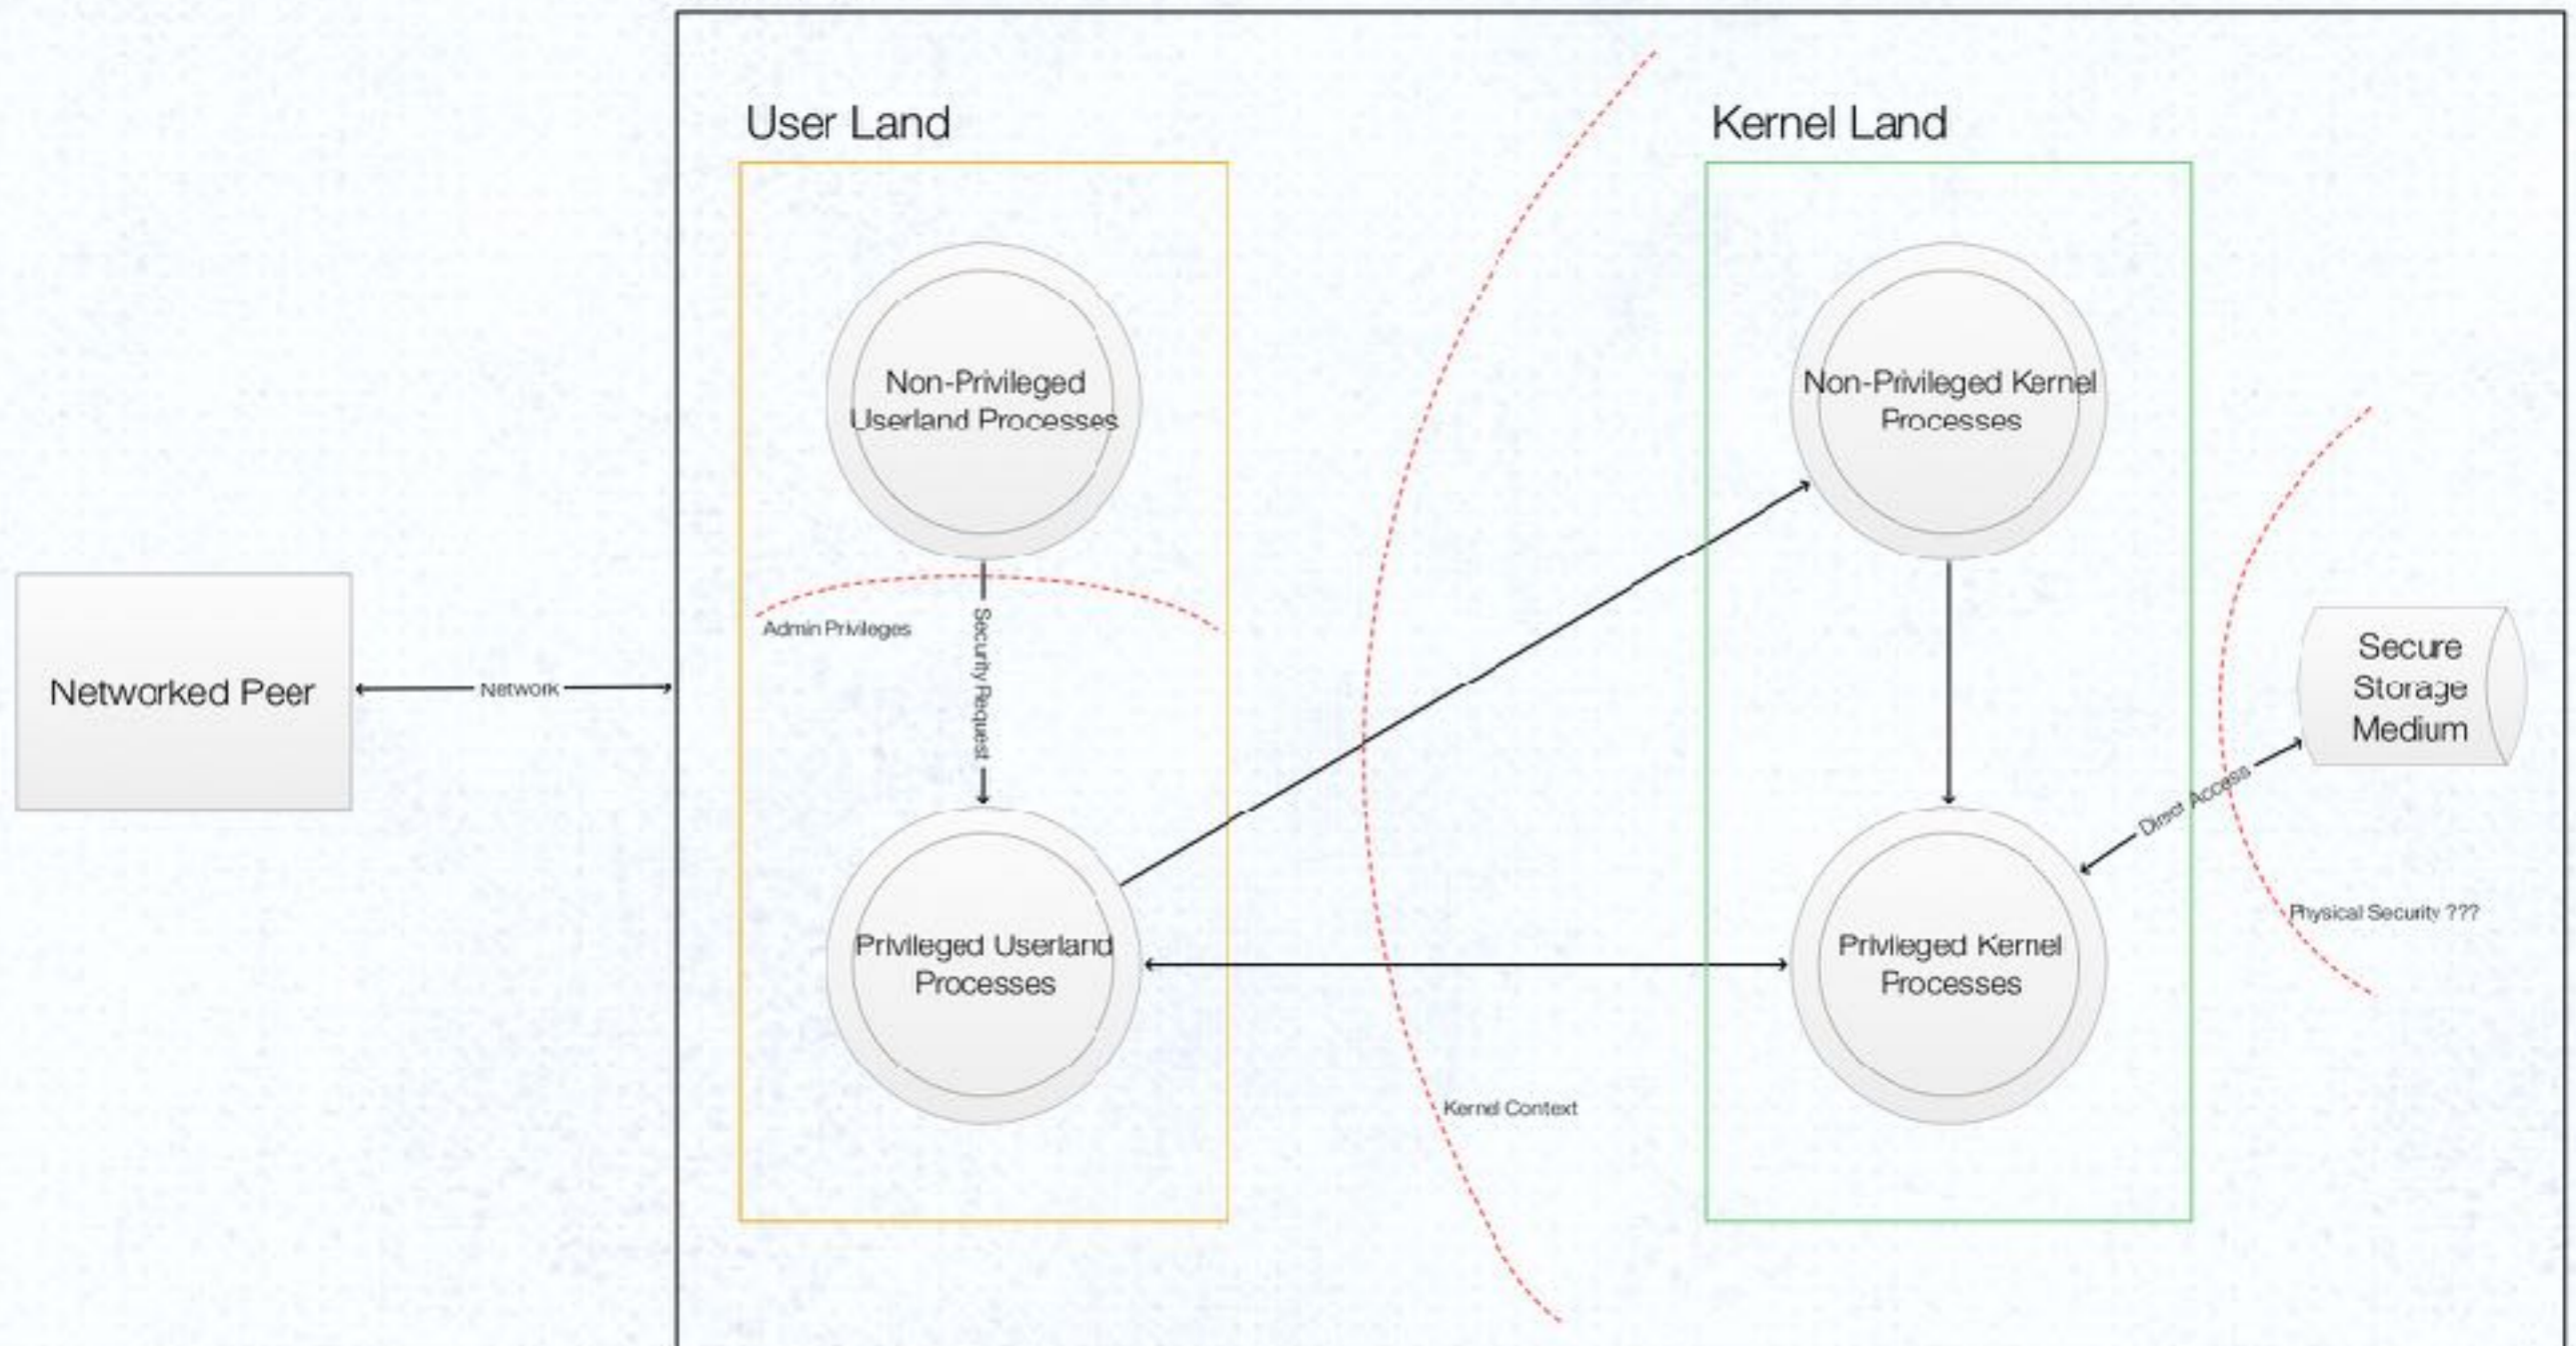 User Land
Kernel Land
Non-Privileged
Userland Processes
Non-Privileged Kernel
Processes
Admin Privileges
Security Request
Networked Peer
Network
Secure
Storage
Medium
Direct Access
Physical Security ???
Privileged Userland
Processes
Privileged Kernel
Processes
Kernel Context